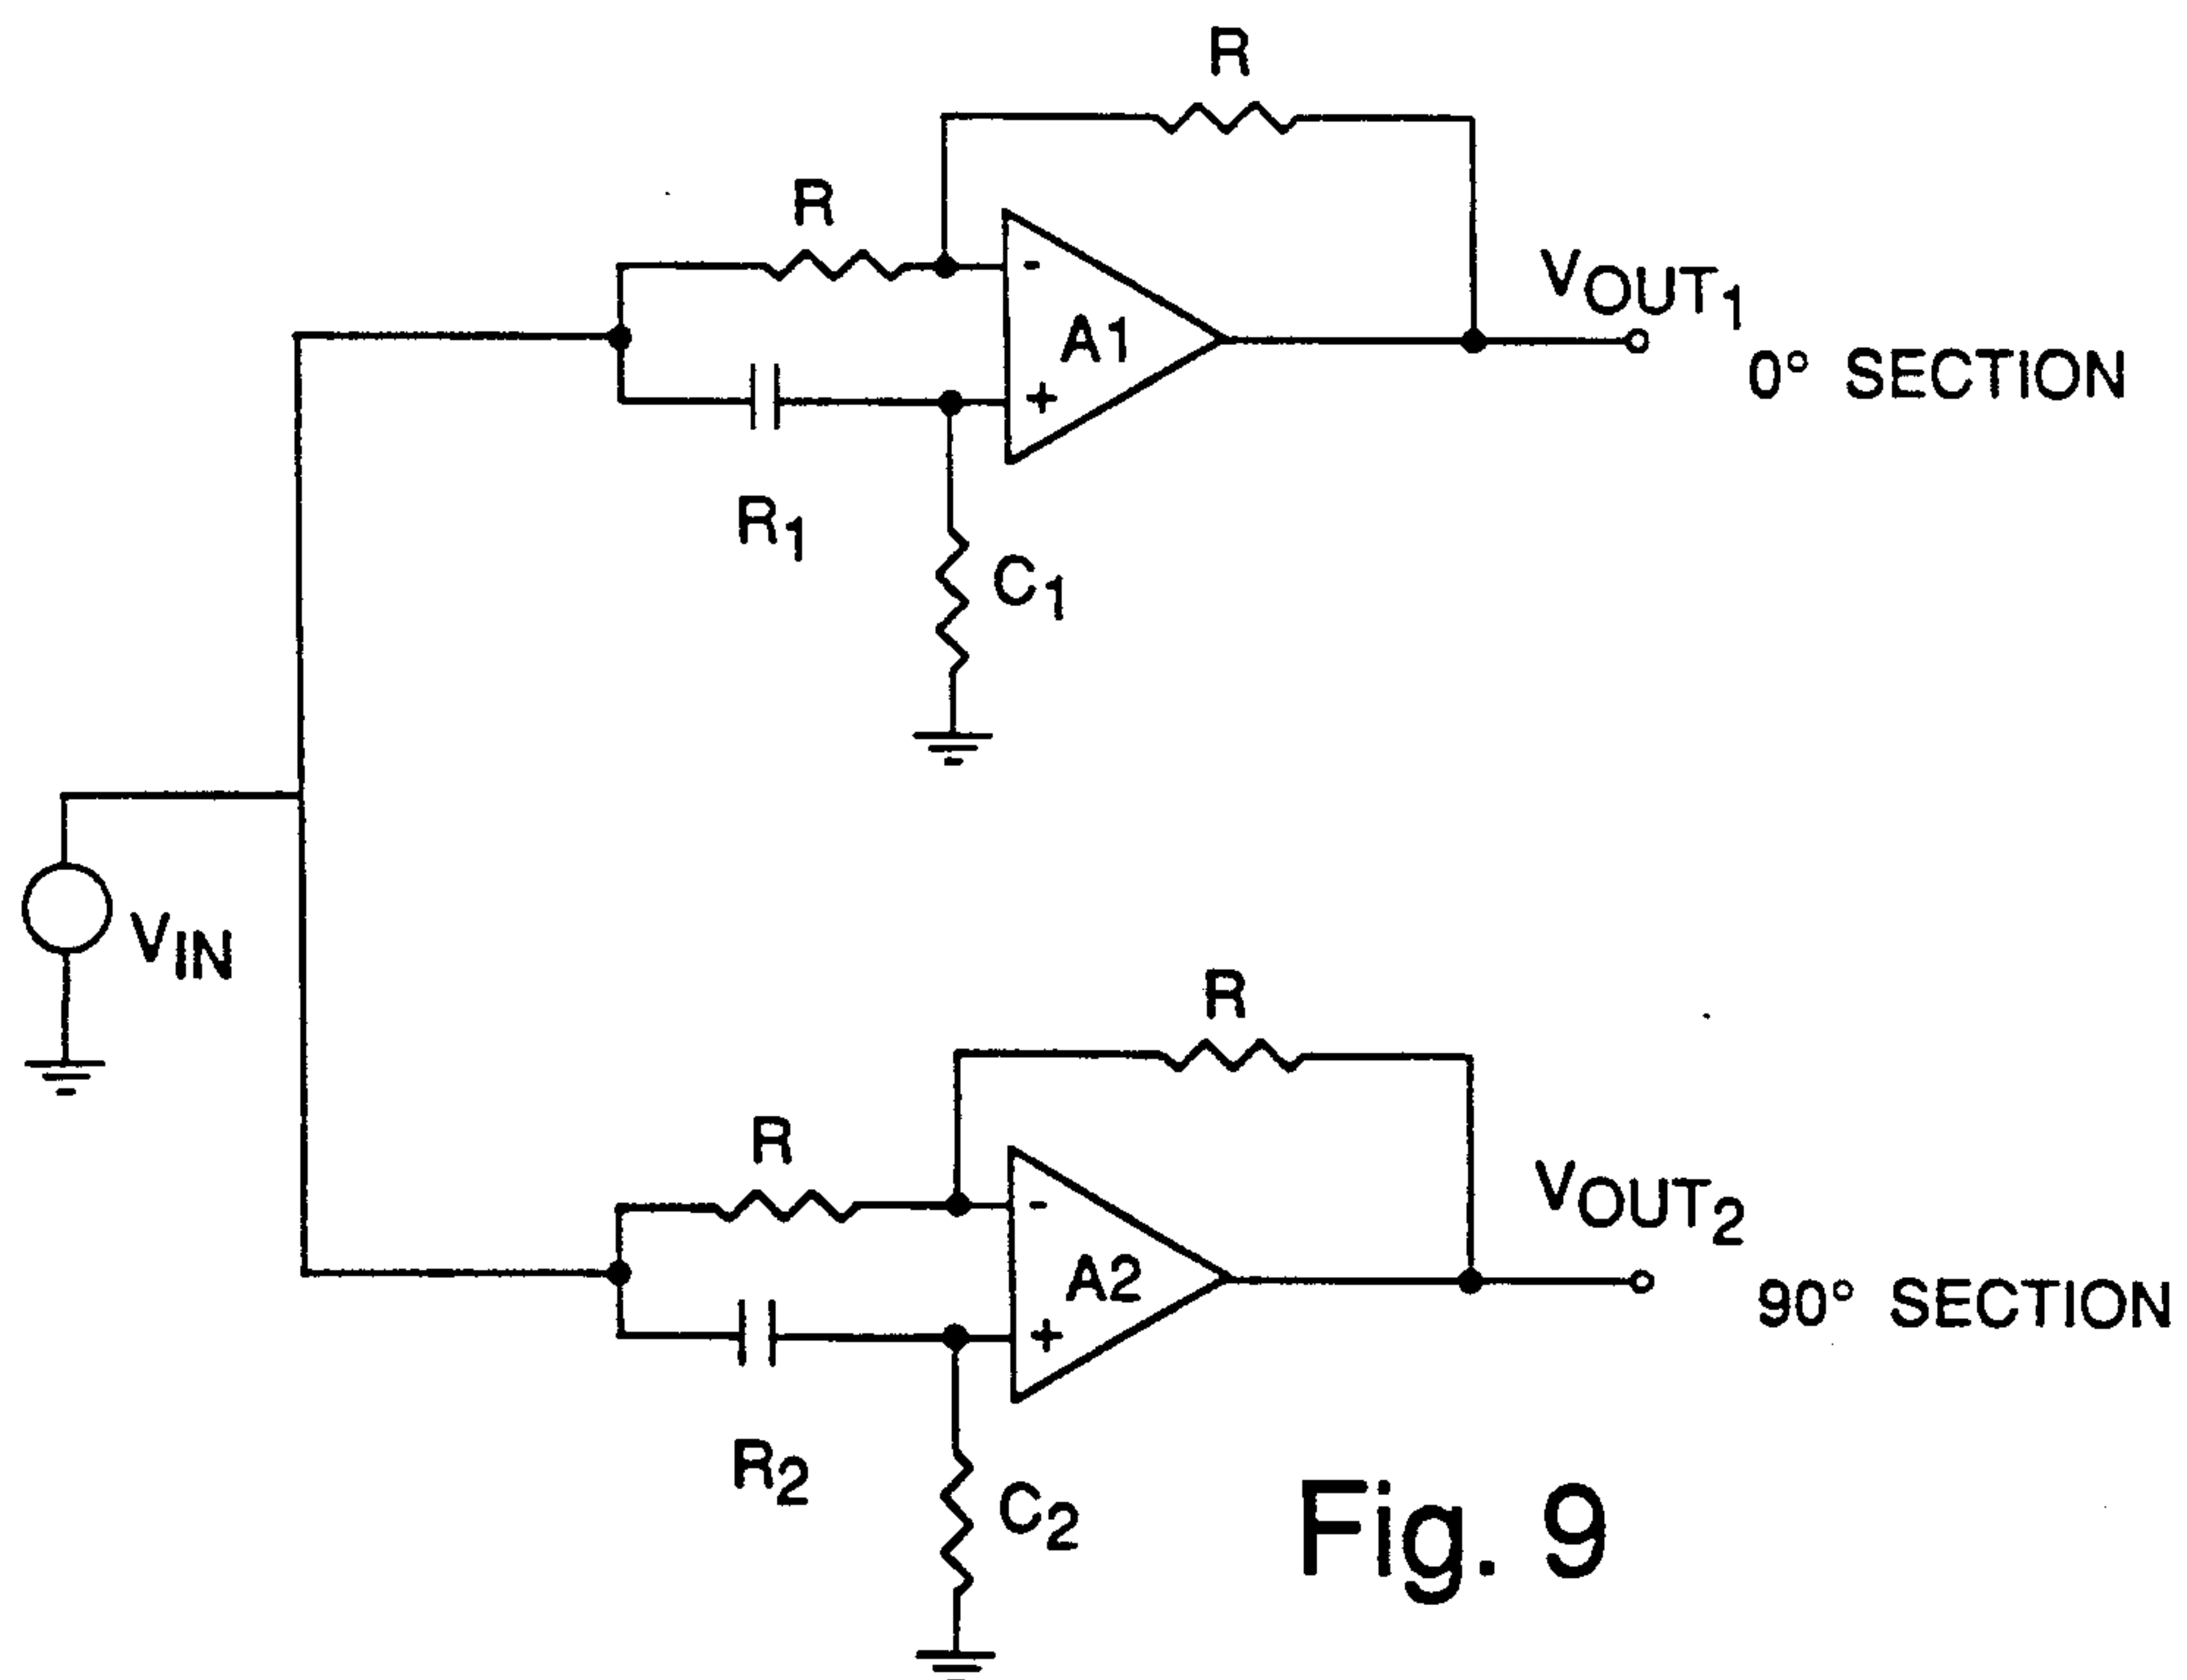 R
R
-
A1
+
VOUT1
0° SECTION
R1
C1
VIN
R
R
-
A2
+
VOUT2
90° SECTION
R2
C2
Fig. 9